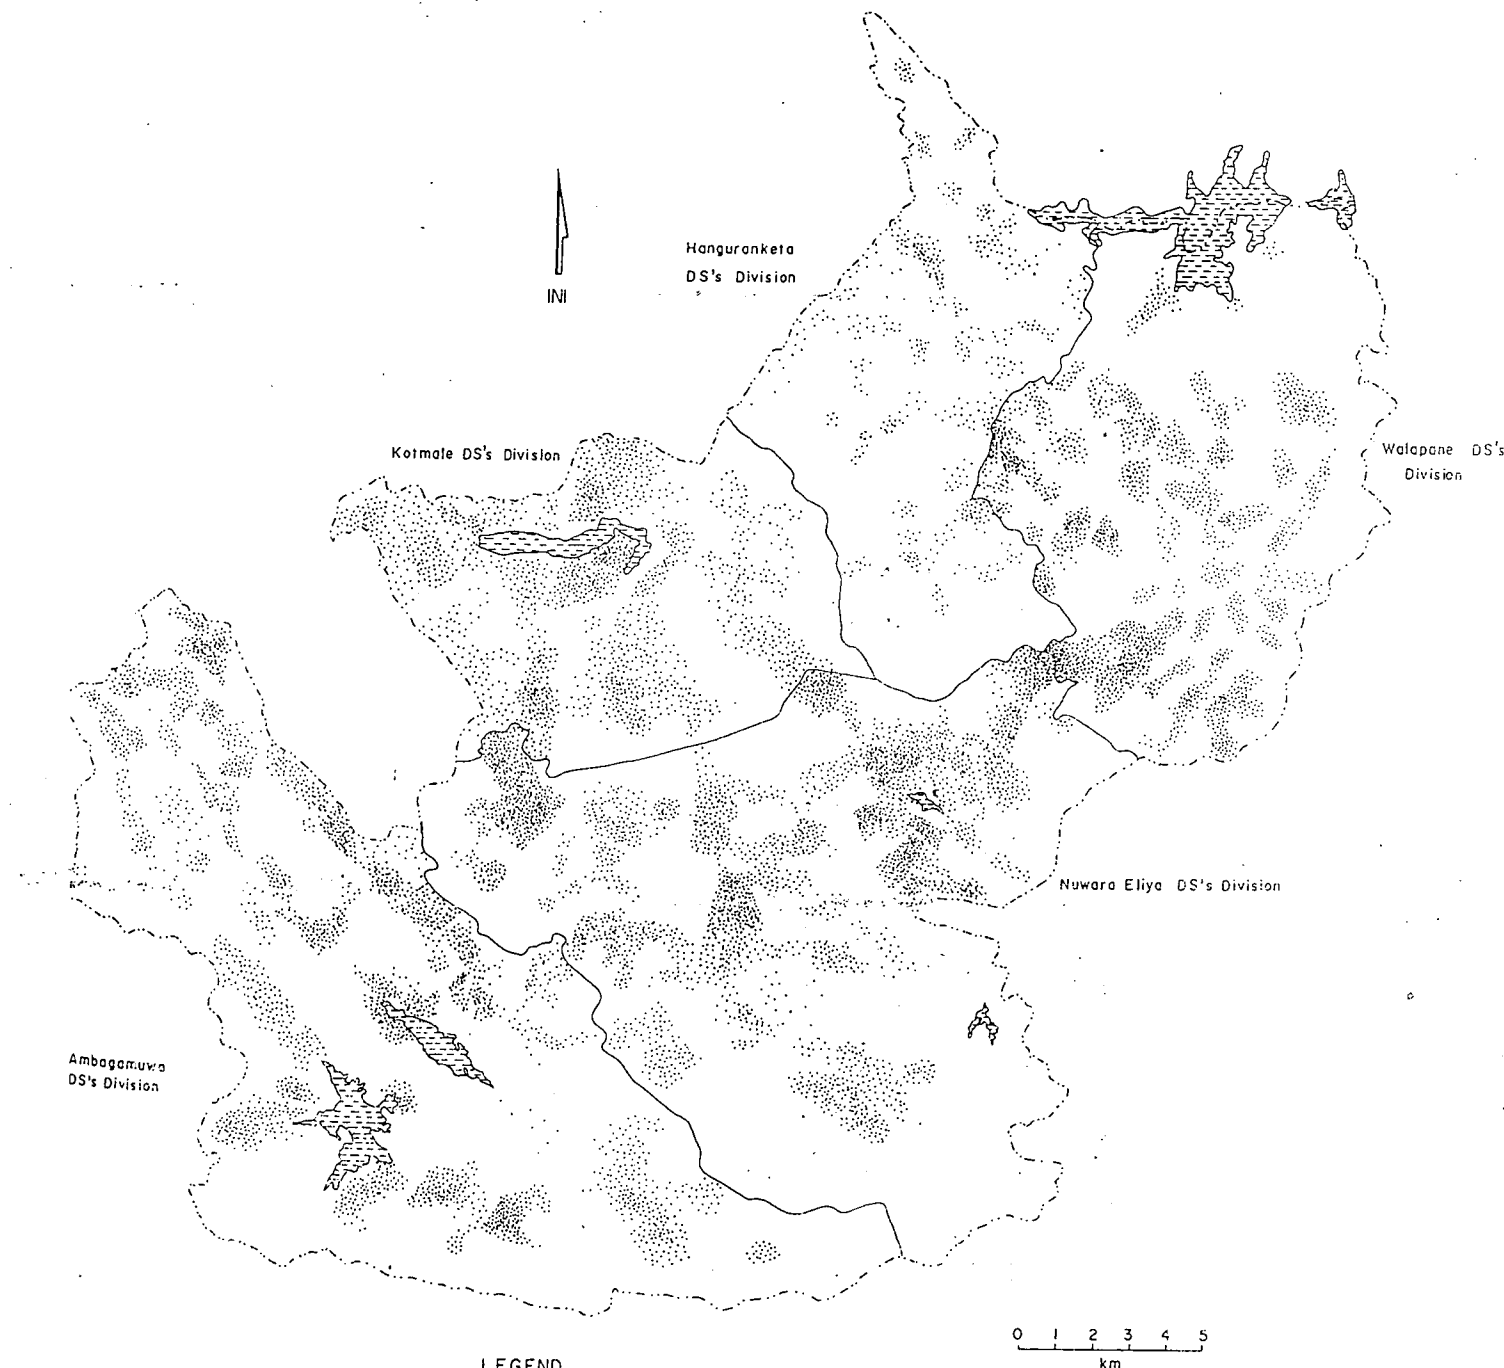 Hanguranketa
DS's Division
INI
Kotmale DS's Division
Walapane DS's
Division
Nuwara Eliya DS's Division
Ambagamuwa
DS's Division
0 1 2 3 4 5
km
LEGEND